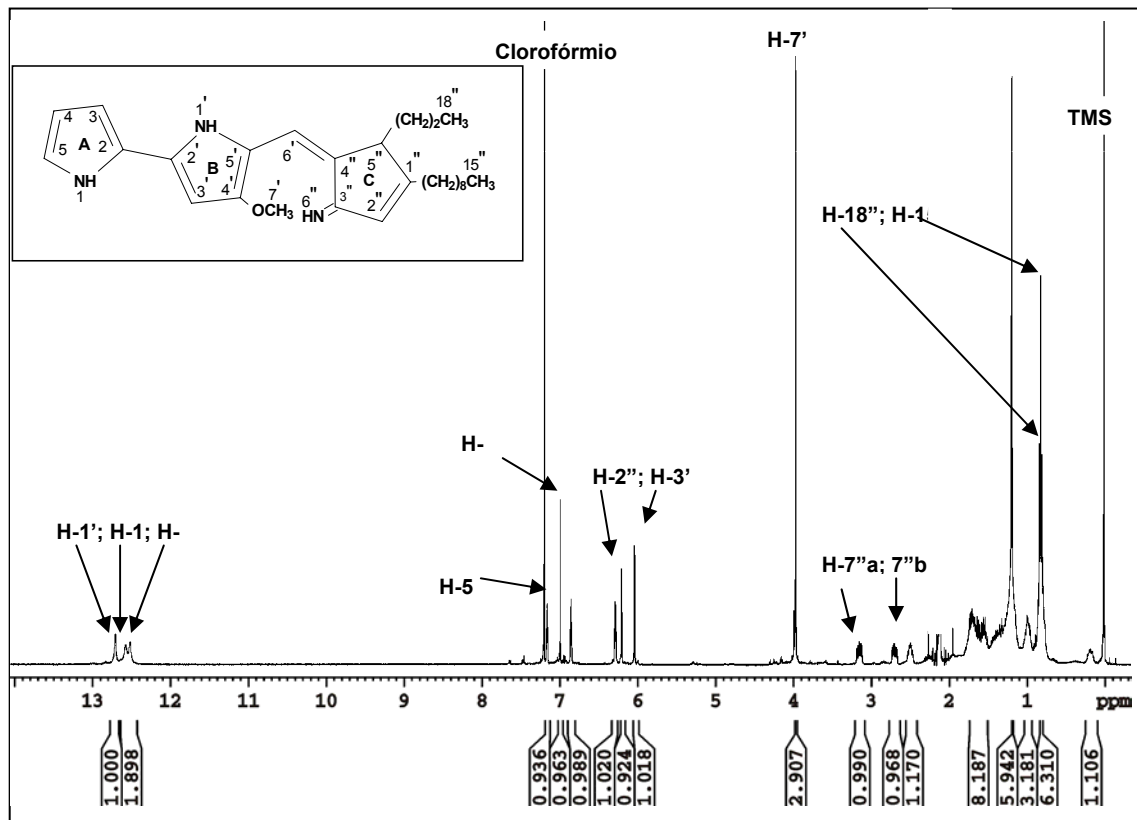 H-7’
Clorofórmio
TMS
18"
(CH₂)₂CH₃
1'
NH
4
3
A
5
2
NH
1
2'
B
5'
3'
4'
6'
7'
OCH₃
4"
5"
C
1"
15"
(CH₂)₈CH₃
6"
HN
3"
2"
H-18”; H-1
H-
H-2”; H-3’
H-1’; H-1; H-
H-5
H-7”a; 7”b
13 12 11 10 9 8 7 6 5 4 3 2 1 ppm
1.000 1.898 0.936 0.963 0.989 1.020 0.924 1.018 2.907 0.990 0.968 1.170 8.187 5.942 3.181 6.310 1.106